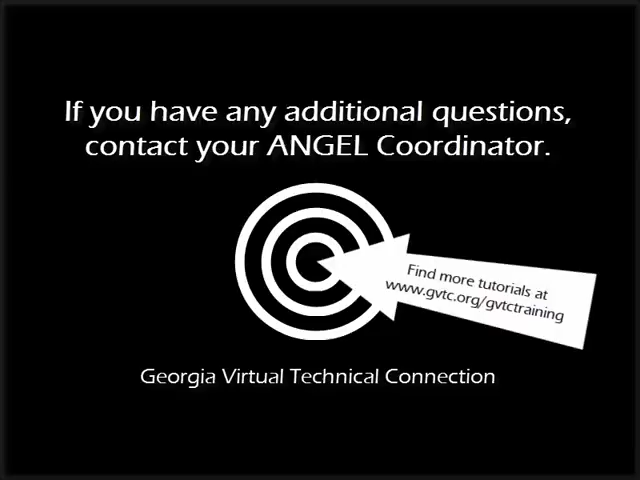 If you have any additional questions,
contact your ANGEL Coordinator.
Find more tutorials at
www.gvtc.org/gvtctraining
Georgia Virtual Technical Connection